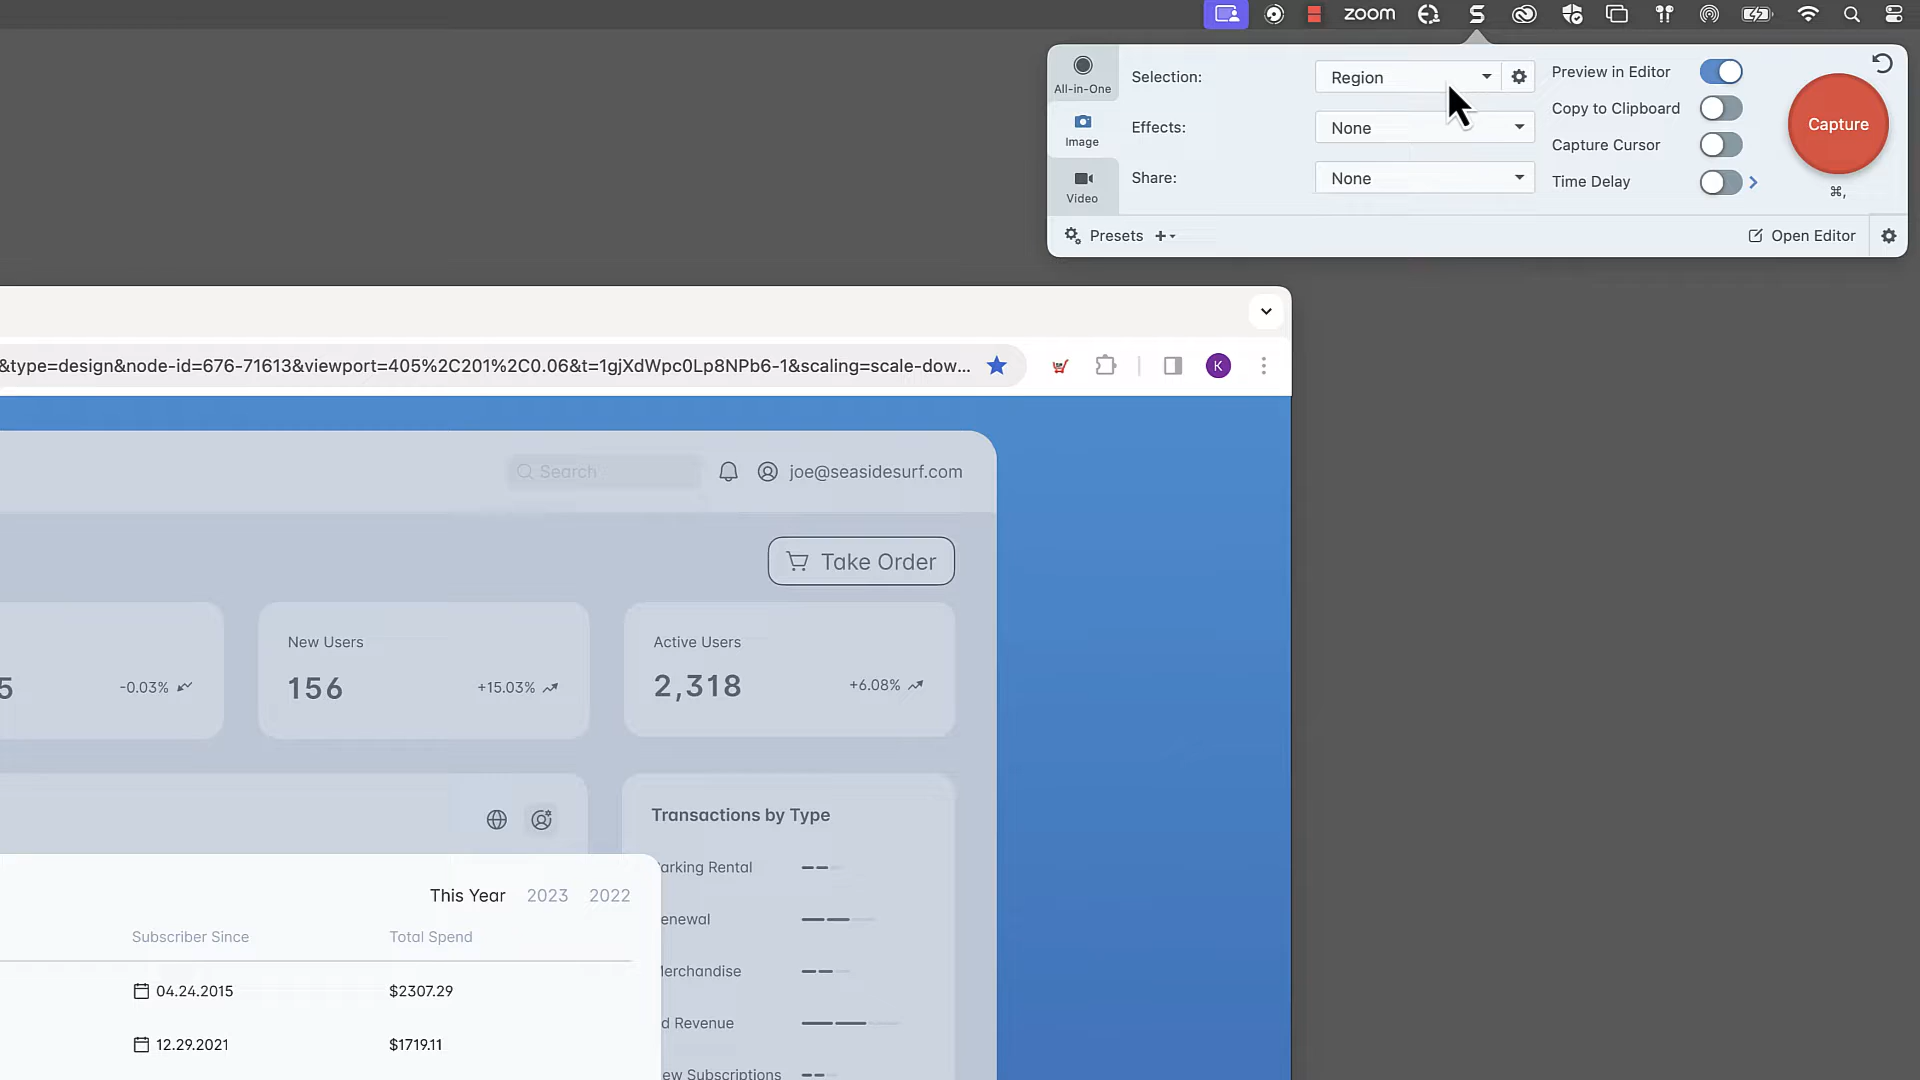 zoom
All-in-One
Selection:
Region
Preview in Editor
Copy to Clipboard
Image
Effects:
None
Capture Cursor
Capture
Video
Share:
None
Time Delay
⌘,
Presets
Open Editor
&type=design&node-id=676-71613&viewport=405%2C201%2C0.06&t=1gjXdWpc0Lp8NPb6-1&scaling=scale-dow...
K
Search
joe@seasidesurf.com
Take Order
New Users
Active Users
5
-0.03%
156
+15.03%
2,318
+6.08%
Transactions by Type
arking Rental
This Year 2023 2022
enewal
Subscriber Since
Total Spend
Merchandise
04.24.2015
$2307.29
d Revenue
12.29.2021
$1719.11
ew Subscriptions